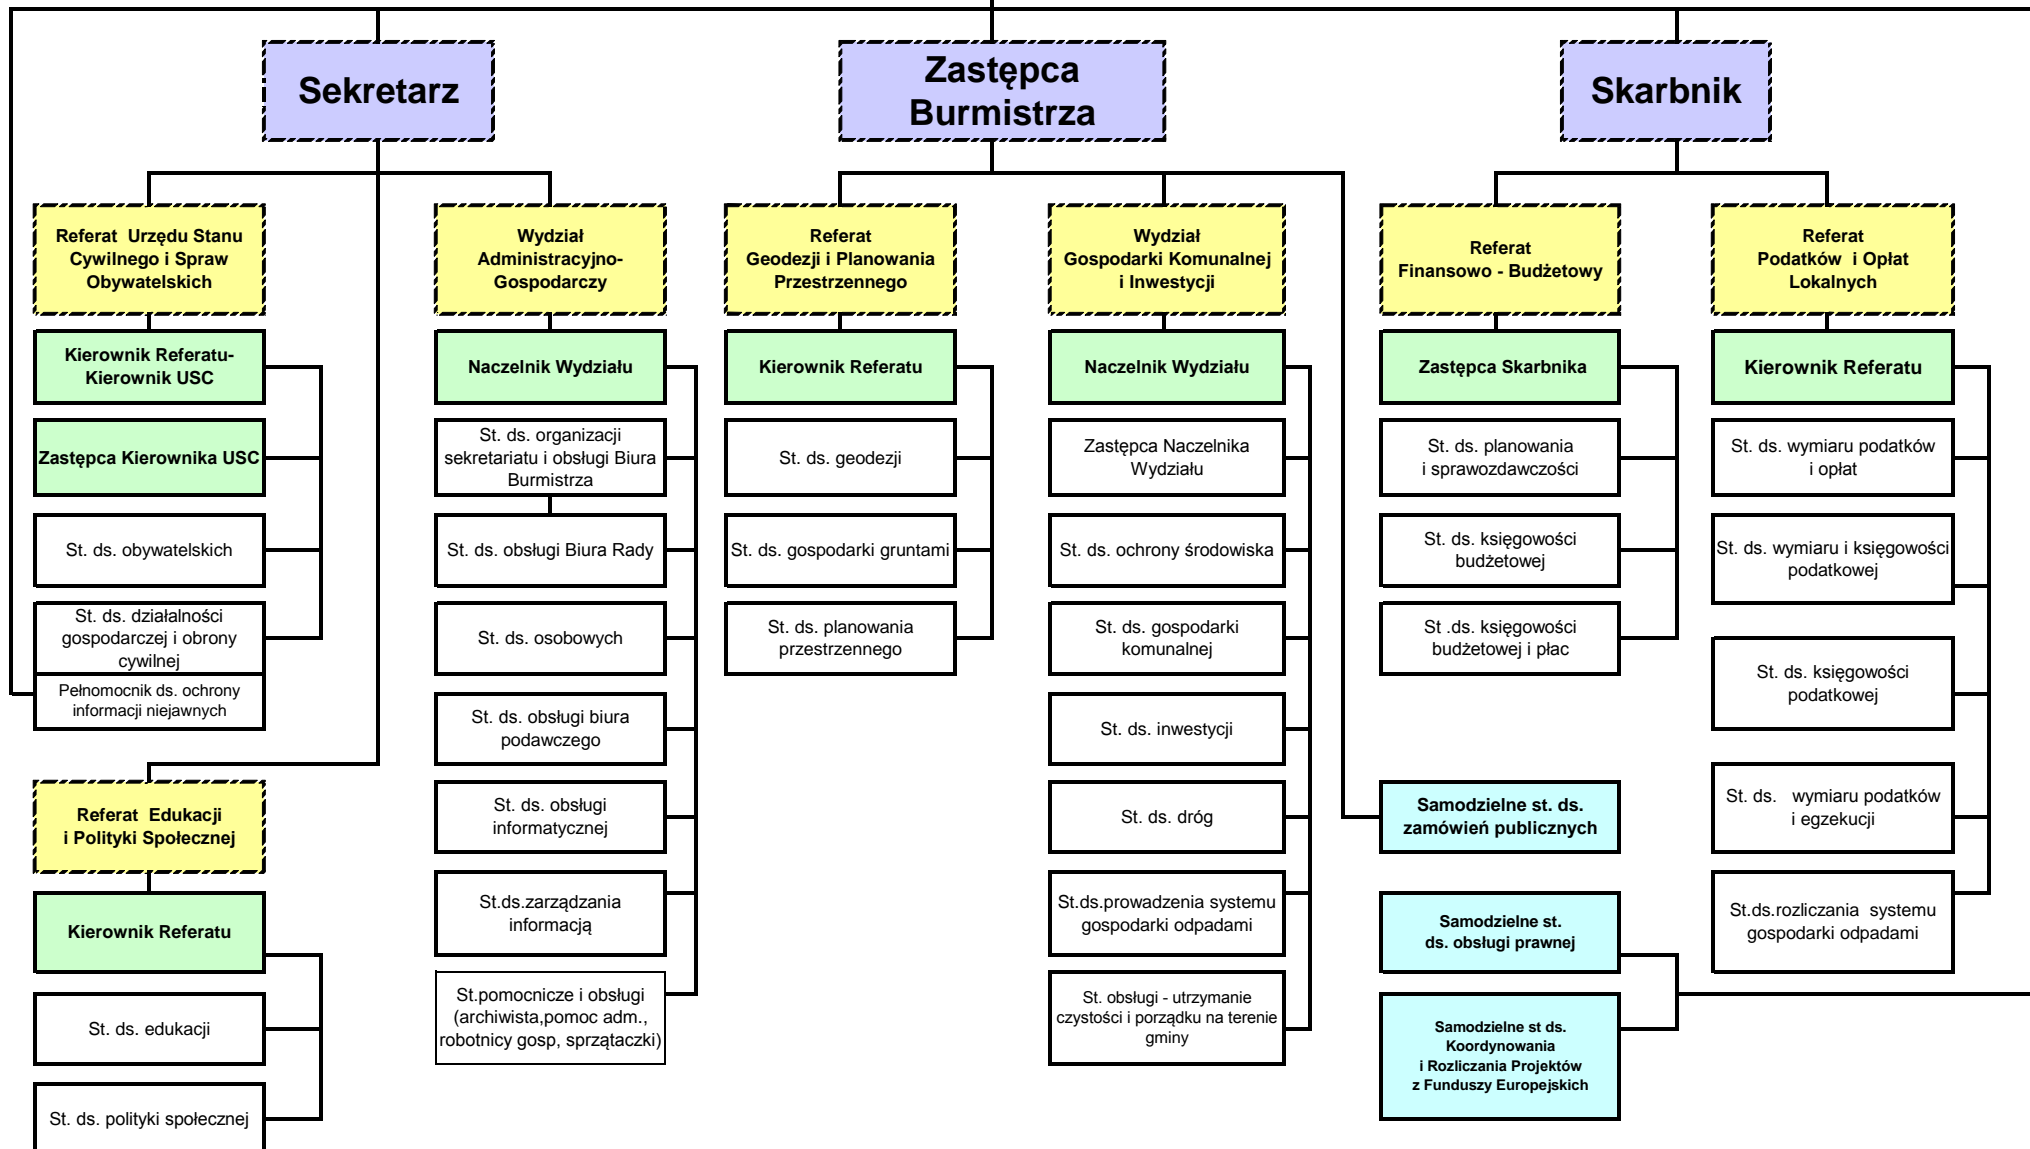 Sekretarz
Zastępca
Burmistrza
Skarbnik
Referat  Urzędu Stanu
Cywilnego i Spraw
Obywatelskich
Kierownik Referatu-
Kierownik USC
Zastępca Kierownika USC
St. ds. obywatelskich
St. ds. działalności
gospodarczej i obrony
cywilnej
Pełnomocnik ds. ochrony
informacji niejawnych
Referat  Edukacji
i Polityki Społecznej
Kierownik Referatu
St. ds. edukacji
St. ds. polityki społecznej
Wydział
Administracyjno-
Gospodarczy
Naczelnik Wydziału
St. ds. organizacji
sekretariatu i obsługi Biura
Burmistrza
St. ds. obsługi Biura Rady
St. ds. osobowych
St. ds. obsługi biura
podawczego
St. ds. obsługi
informatycznej
St.ds.zarządzania
informacją
St.pomocnicze i obsługi
(archiwista,pomoc adm.,
robotnicy gosp, sprzątaczki)
Referat
Geodezji i Planowania
Przestrzennego
Kierownik Referatu
St. ds. geodezji
St. ds. gospodarki gruntami
St. ds. planowania
przestrzennego
Wydział
Gospodarki Komunalnej
i Inwestycji
Naczelnik Wydziału
Zastępca Naczelnika
Wydziału
St. ds. ochrony środowiska
St. ds. gospodarki
komunalnej
St. ds. inwestycji
St. ds. dróg
St.ds.prowadzenia systemu
gospodarki odpadami
St. obsługi - utrzymanie
czystości i porządku na terenie
gminy
Referat
Finansowo - Budżetowy
Zastępca Skarbnika
St. ds. planowania
i sprawozdawczości
St. ds. księgowości
budżetowej
St .ds. księgowości
budżetowej i płac
Samodzielne st. ds.
zamówień publicznych
Samodzielne st.
ds. obsługi prawnej
Samodzielne st ds.
Koordynowania
i Rozliczania Projektów
z Funduszy Europejskich
Referat
Podatków  i Opłat
Lokalnych
Kierownik Referatu
St. ds. wymiaru podatków
i opłat
St. ds. wymiaru i księgowości
podatkowej
St. ds. księgowości
podatkowej
St. ds.   wymiaru podatków
i egzekucji
St.ds.rozliczania  systemu
gospodarki odpadami